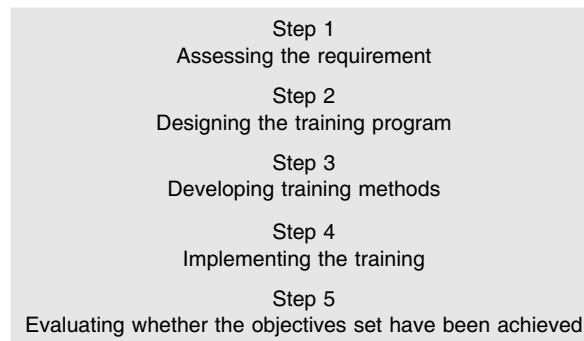 Step 1
Assessing the requirement
Step 2
Designing the training program
Step 3
Developing training methods
Step 4
Implementing the training
Step 5
Evaluating whether the objectives set have been achieved